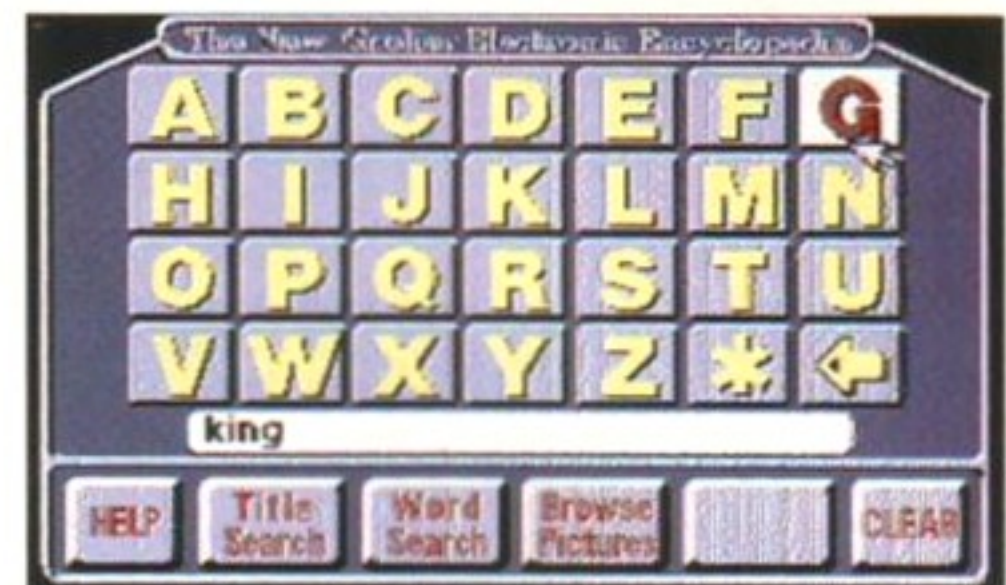 The New Grolier Electronic Encyclopedia
A B C D E F G
H I J K L M N
O P Q R S T U
V W X Y Z *
king
HELP Title Search Word Search Browse Pictures CLEAR